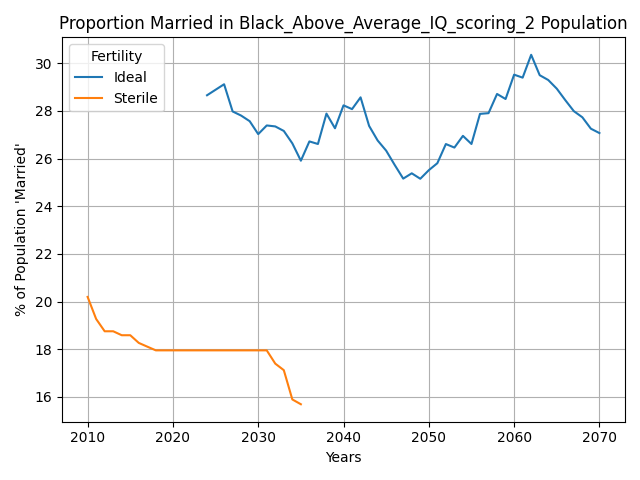 Proportion Married in Black_Above_Average_IQ_scoring_2 Population
Fertility
Ideal
Sterile
% of Population 'Married'
30
28
26
24
22
20
18
16
2010 2020 2030 2040 2050 2060 2070
Years